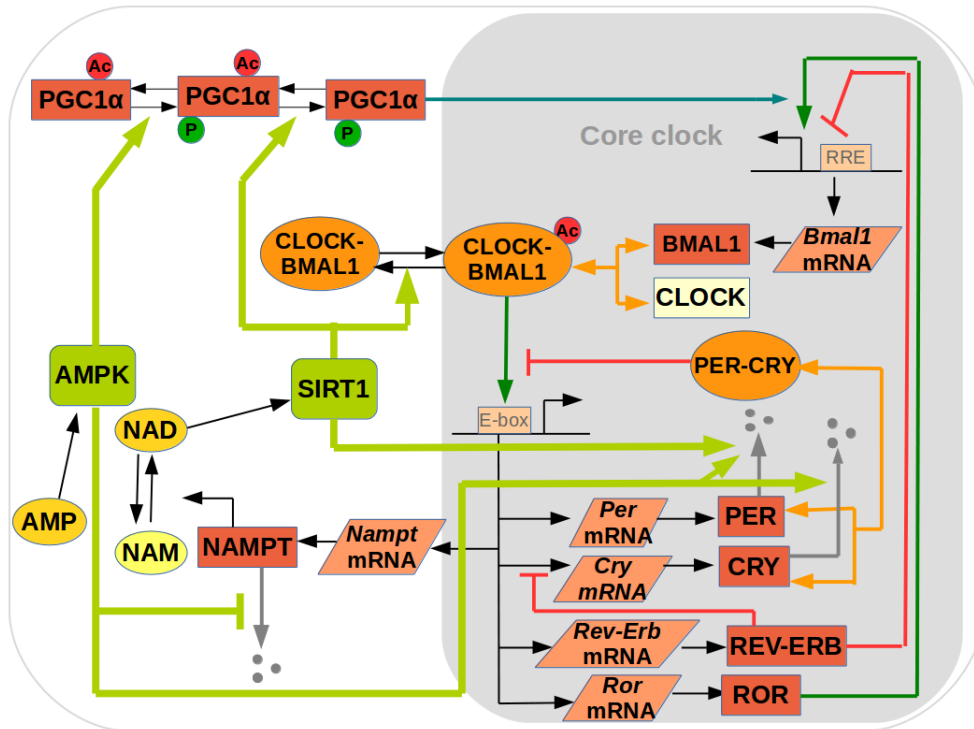 Ac
Ac
PGC1α
PGC1α
PGC1α
P
P
Core clock
RRE
Ac
CLOCK-
BMAL1
CLOCK-
BMAL1
BMAL1
Bmal1
mRNA
CLOCK
AMPK
SIRT1
PER-CRY
E-box
NAD
AMP
NAM
NAMPT
Nampt
mRNA
Per
mRNA
PER
Cry
mRNA
CRY
Rev-Erb
mRNA
REV-ERB
Ror
mRNA
ROR